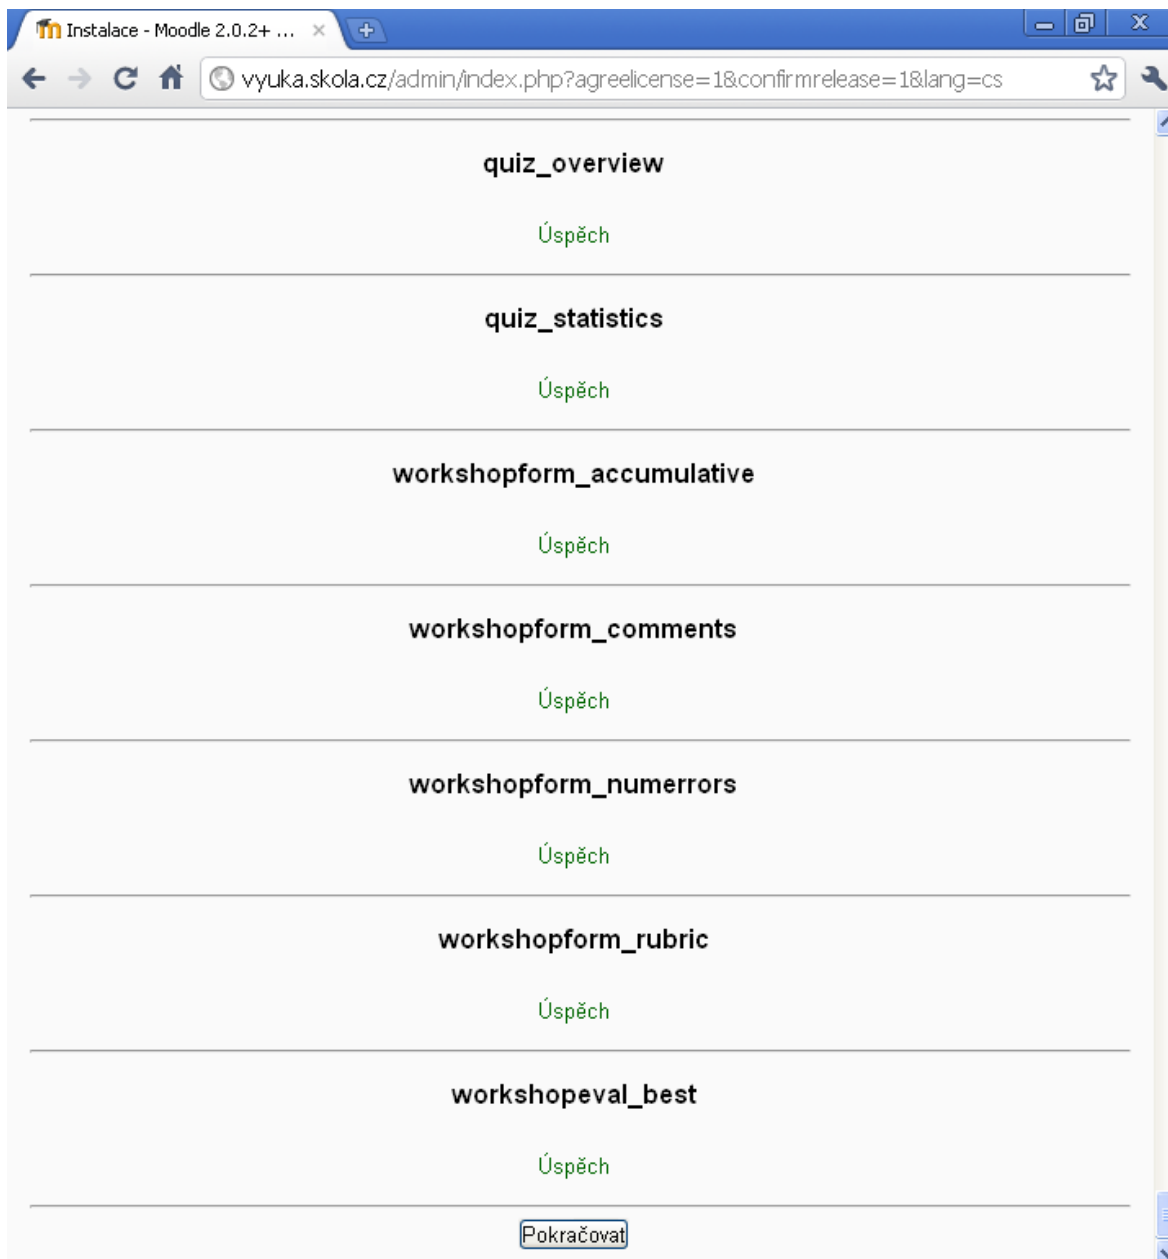 Instalace - Moodle 2.0.2+ ...
vyuka.skola.cz/admin/index.php?agreelicense=1&confirmrelease=1&lang=cs
quiz_overview
Úspěch
quiz_statistics
Úspěch
workshopform_accumulative
Úspěch
workshopform_comments
Úspěch
workshopform_numerrors
Úspěch
workshopform_rubric
Úspěch
workshopeval_best
Úspěch
Pokračovat